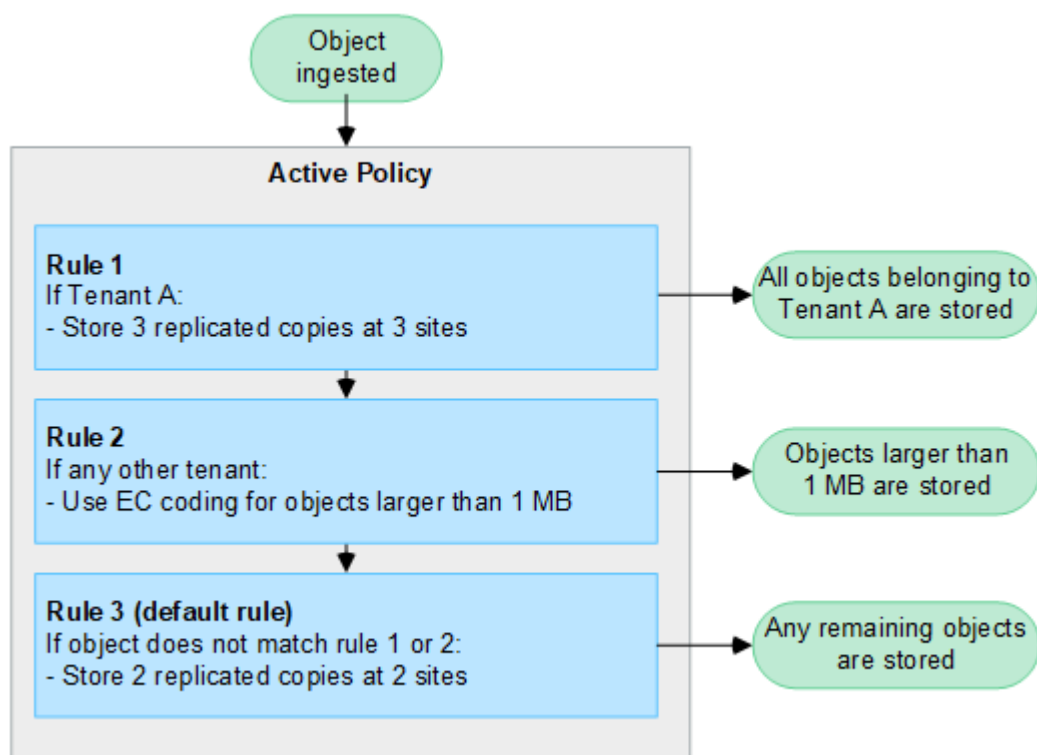 Object
ingested
Active Policy
Rule 1
If Tenant A:
- Store 3 replicated copies at 3 sites
All objects belonging to
Tenant A are stored
Rule 2
If any other tenant:
- Use EC coding for objects larger than 1 MB
Objects larger than
1 MB are stored
Rule 3 (default rule)
If object does not match rule 1 or 2:
- Store 2 replicated copies at 2 sites
Any remaining objects
are stored